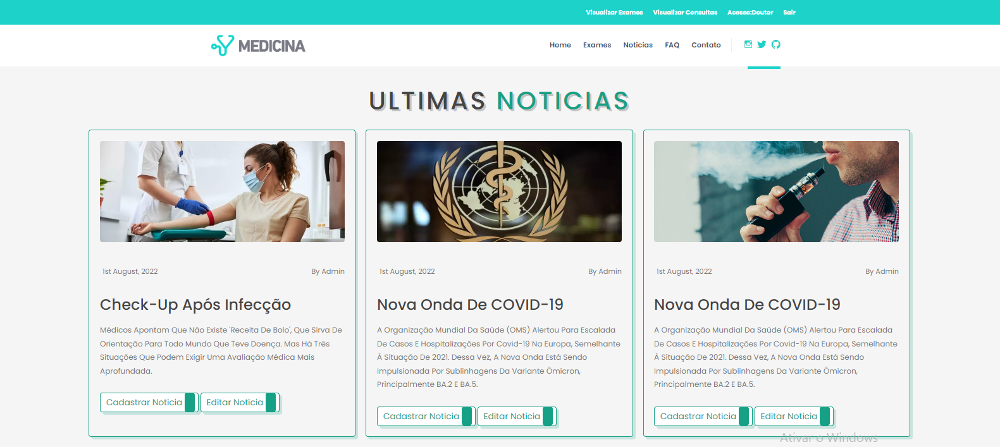 Visualizar Exames Visualizar Consultas Acesso:Doutor Sair
MEDICINA Home Exames Noticias FAQ Contato
ULTIMAS NOTICIAS
1st August, 2022 By Admin
Check-Up Após Infecção
Médicos Apontam Que Não Existe 'Receita De Bolo', Que Sirva De
Orientação Para Todo Mundo Que Teve Doença. Mas Há Três
Situações Que Podem Exigir Uma Avaliação Médica Mais
Aprofundada.
Cadastrar Noticia Editar Noticia
1st August, 2022 By Admin
Nova Onda De COVID-19
A Organização Mundial Da Saúde (OMS) Alertou Para Escalada
De Casos E Hospitalizações Por Covid-19 Na Europa, Semelhante
À Situação De 2021. Dessa Vez, A Nova Onda Está Sendo
Impulsionada Por Sublinhagens Da Variante Ômicron,
Principalmente BA.2 E BA.5.
Cadastrar Noticia Editar Noticia
1st August, 2022 By Admin
Nova Onda De COVID-19
A Organização Mundial Da Saúde (OMS) Alertou Para Escalada
De Casos E Hospitalizações Por Covid-19 Na Europa, Semelhante
À Situação De 2021. Dessa Vez, A Nova Onda Está Sendo
Impulsionada Por Sublinhagens Da Variante Ômicron,
Principalmente BA.2 E BA.5.
Cadastrar Noticia Editar Noticia
Ativar o Windows